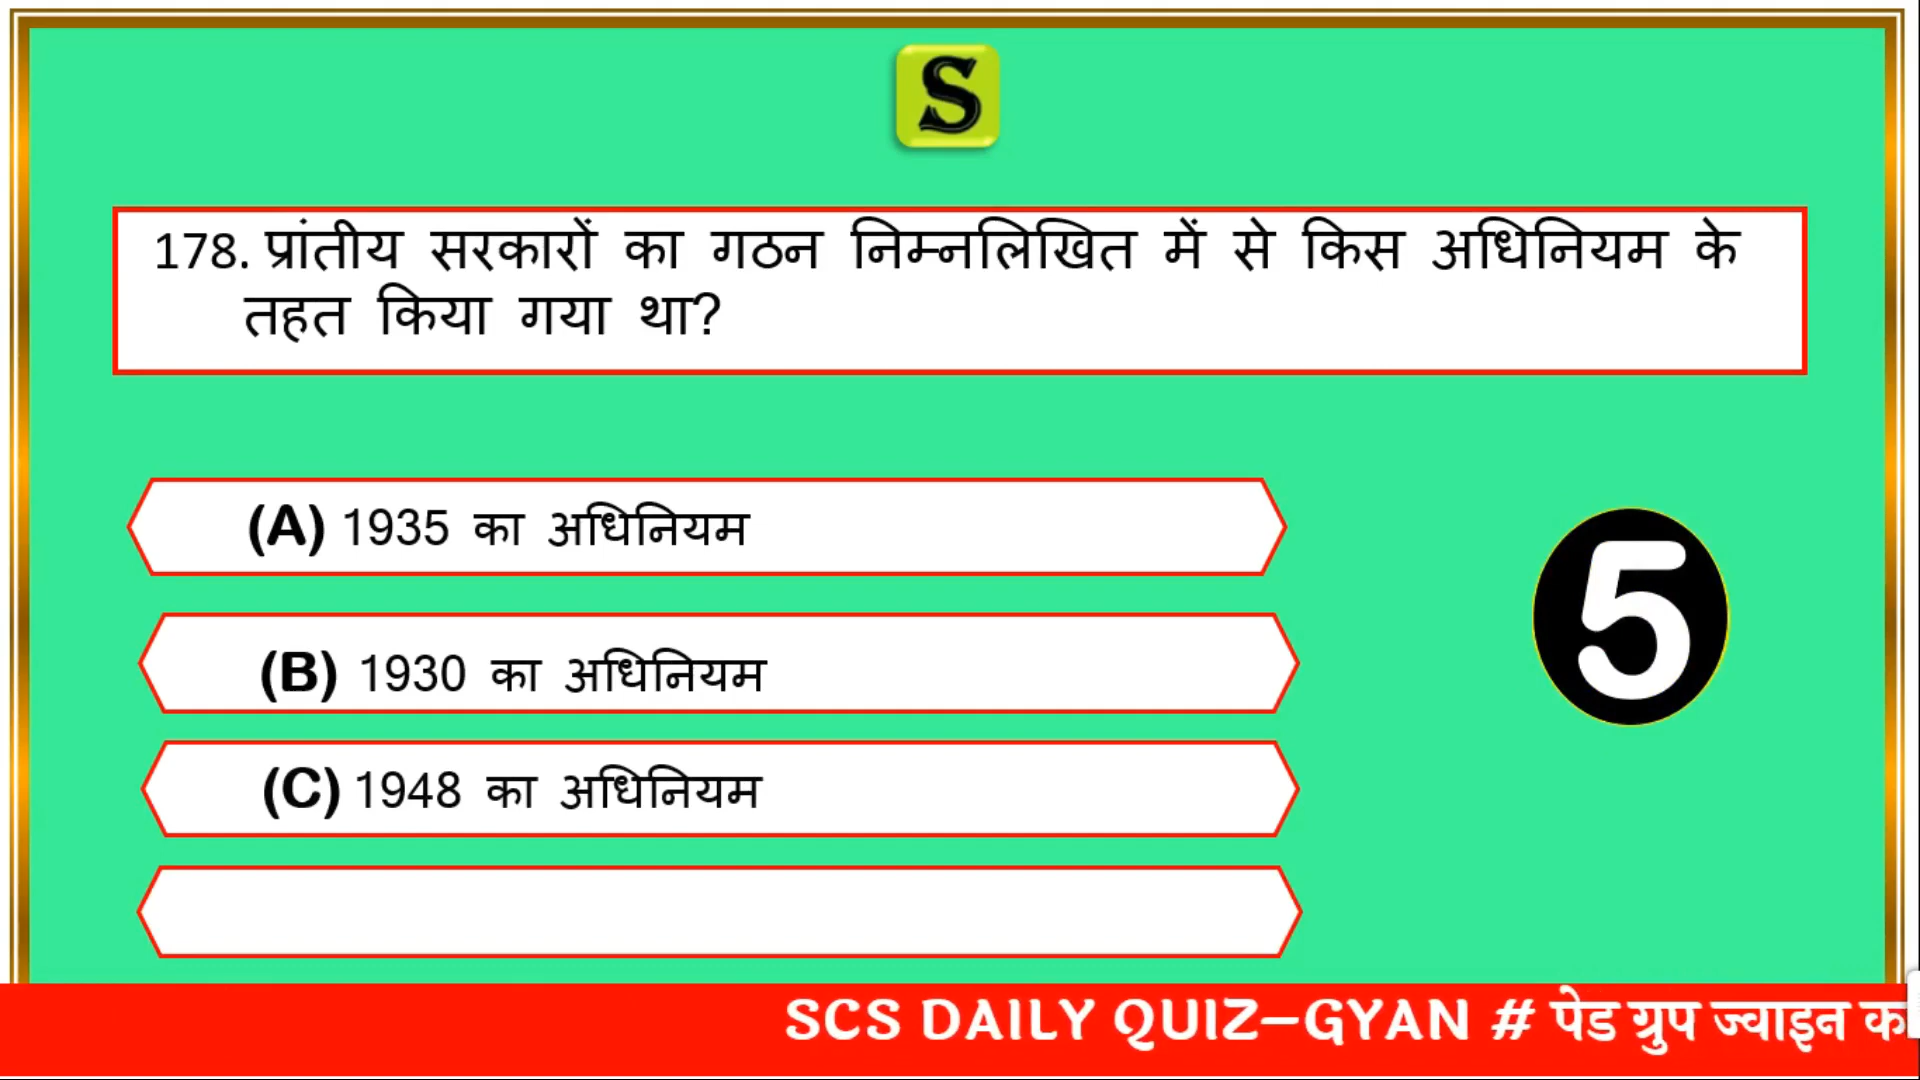 S
178. प्रांतीय सरकारों का गठन निम्नलिखित में से किस अधिनियम के
तहत किया गया था?
(A) 1935 का अधिनियम
(B) 1930 का अधिनियम
5
(C) 1948 का अधिनियम
SCS DAILY QUIZ–GYAN # पेड ग्रुप ज्वाइन क